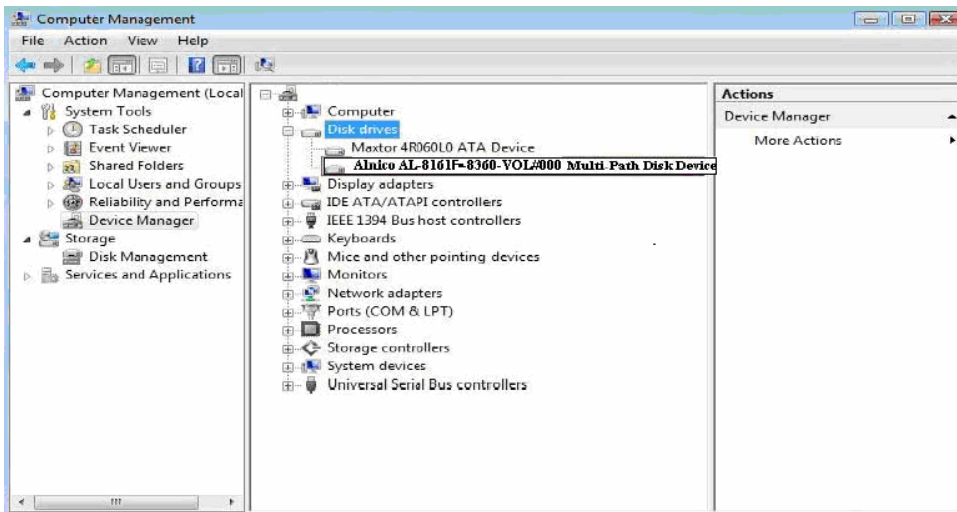 Computer Management
File Action View Help
Computer Management (Local
System Tools
Task Scheduler
Event Viewer
Shared Folders
Local Users and Groups
Reliability and Performa
Device Manager
Storage
Disk Management
Services and Applications
Computer
Disk drives
Maxtor 4R060L0 ATA Device
Alnico AL-8161F-8360-VOL#000 Multi-Path Disk Device
Display adapters
IDE ATA/ATAPI controllers
IEEE 1394 Bus host controllers
Keyboards
Mice and other pointing devices
Monitors
Network adapters
Ports (COM & LPT)
Processors
Storage controllers
System devices
Universal Serial Bus controllers
Actions
Device Manager
More Actions